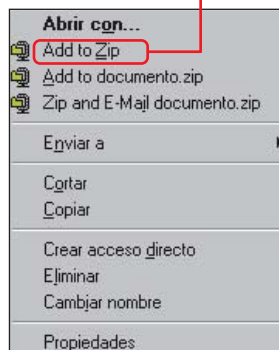 Abrir con...
Add to Zip
Add to documento.zip
Zip and E-Mail documento.zip
Enviar a
Cortar
Copiar
Crear acceso directo
Eliminar
Cambiar nombre
Propiedades